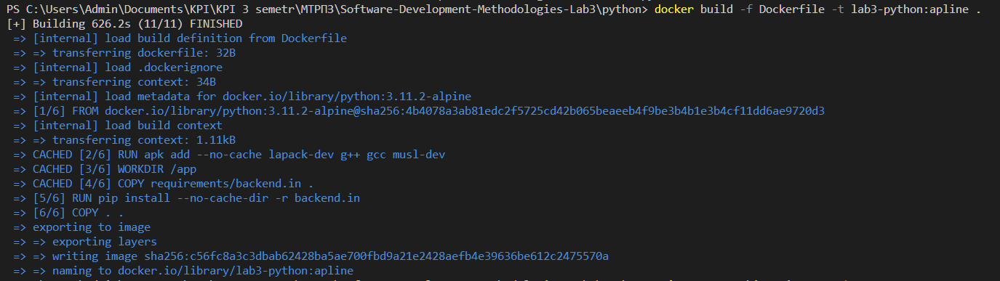 PS C:\Users\Admin\Documents\KPI\KPI 3 semetr\МТРПЗ\Software-Development-Methodologies-Lab3\python> docker build -f Dockerfile -t lab3-python:apline .
[+] Building 626.2s (11/11) FINISHED
=> [internal] load build definition from Dockerfile
=> => transferring dockerfile: 32B
=> [internal] load .dockerignore
=> => transferring context: 34B
=> [internal] load metadata for docker.io/library/python:3.11.2-alpine
=> [1/6] FROM docker.io/library/python:3.11.2-alpine@sha256:4b4078a3ab81edc2f5725cd42b065beaeeb4f9be3b4b1e3b4cf11dd6ae9720d3
=> [internal] load build context
=> => transferring context: 1.11kB
=> CACHED [2/6] RUN apk add --no-cache lapack-dev g++ gcc musl-dev
=> CACHED [3/6] WORKDIR /app
=> CACHED [4/6] COPY requirements/backend.in .
=> [5/6] RUN pip install --no-cache-dir -r backend.in
=> [6/6] COPY . .
=> exporting to image
=> => exporting layers
=> => writing image sha256:c56fc8a3c3dbab62428ba5ae700fbd9a21e2428aefb4e39636be612c2475570a
=> => naming to docker.io/library/lab3-python:apline